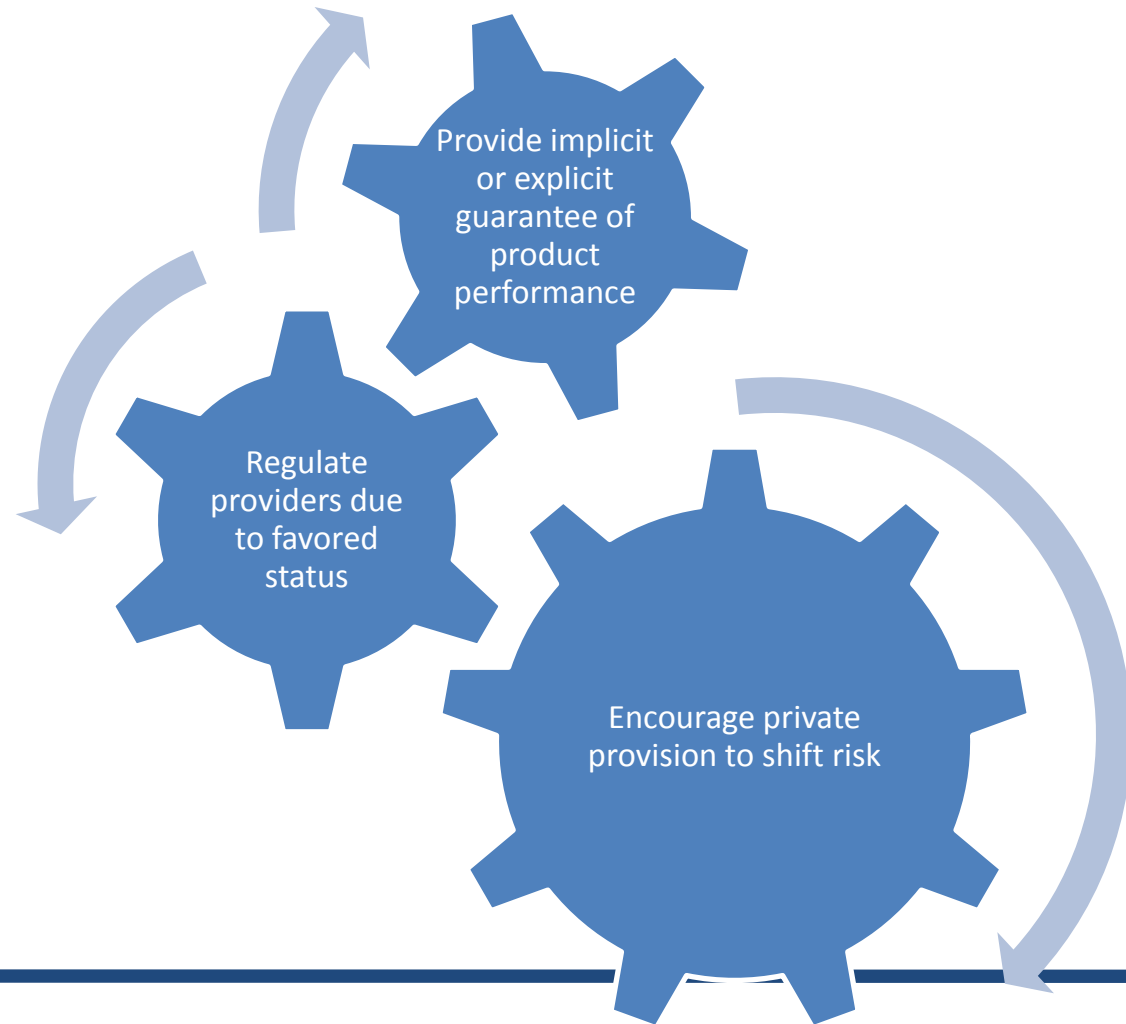 Provide implicit
or explicit
guarantee of
product
performance
Regulate
providers due
to favored
status
Encourage private
provision to shift risk